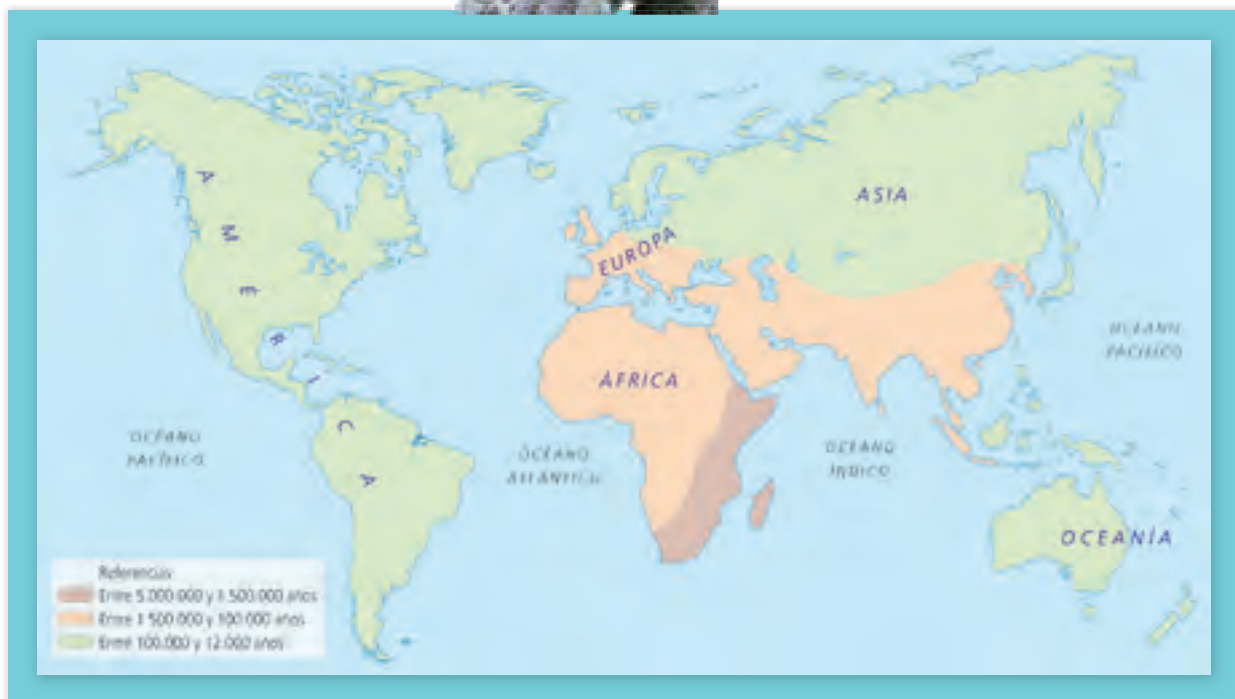 AMERICA
EUROPA
ASIA
ÁFRICA
OCEANÍA
OCÉANO
PACÍFICO
OCÉANO
ATLÁNTICO
OCÉANO
ÍNDICO
OCÉANO
PACÍFICO
Referencias
Entre 5.000.000 y 1.500.000 años
Entre 1.500.000 y 100.000 años
Entre 100.000 y 12.000 años